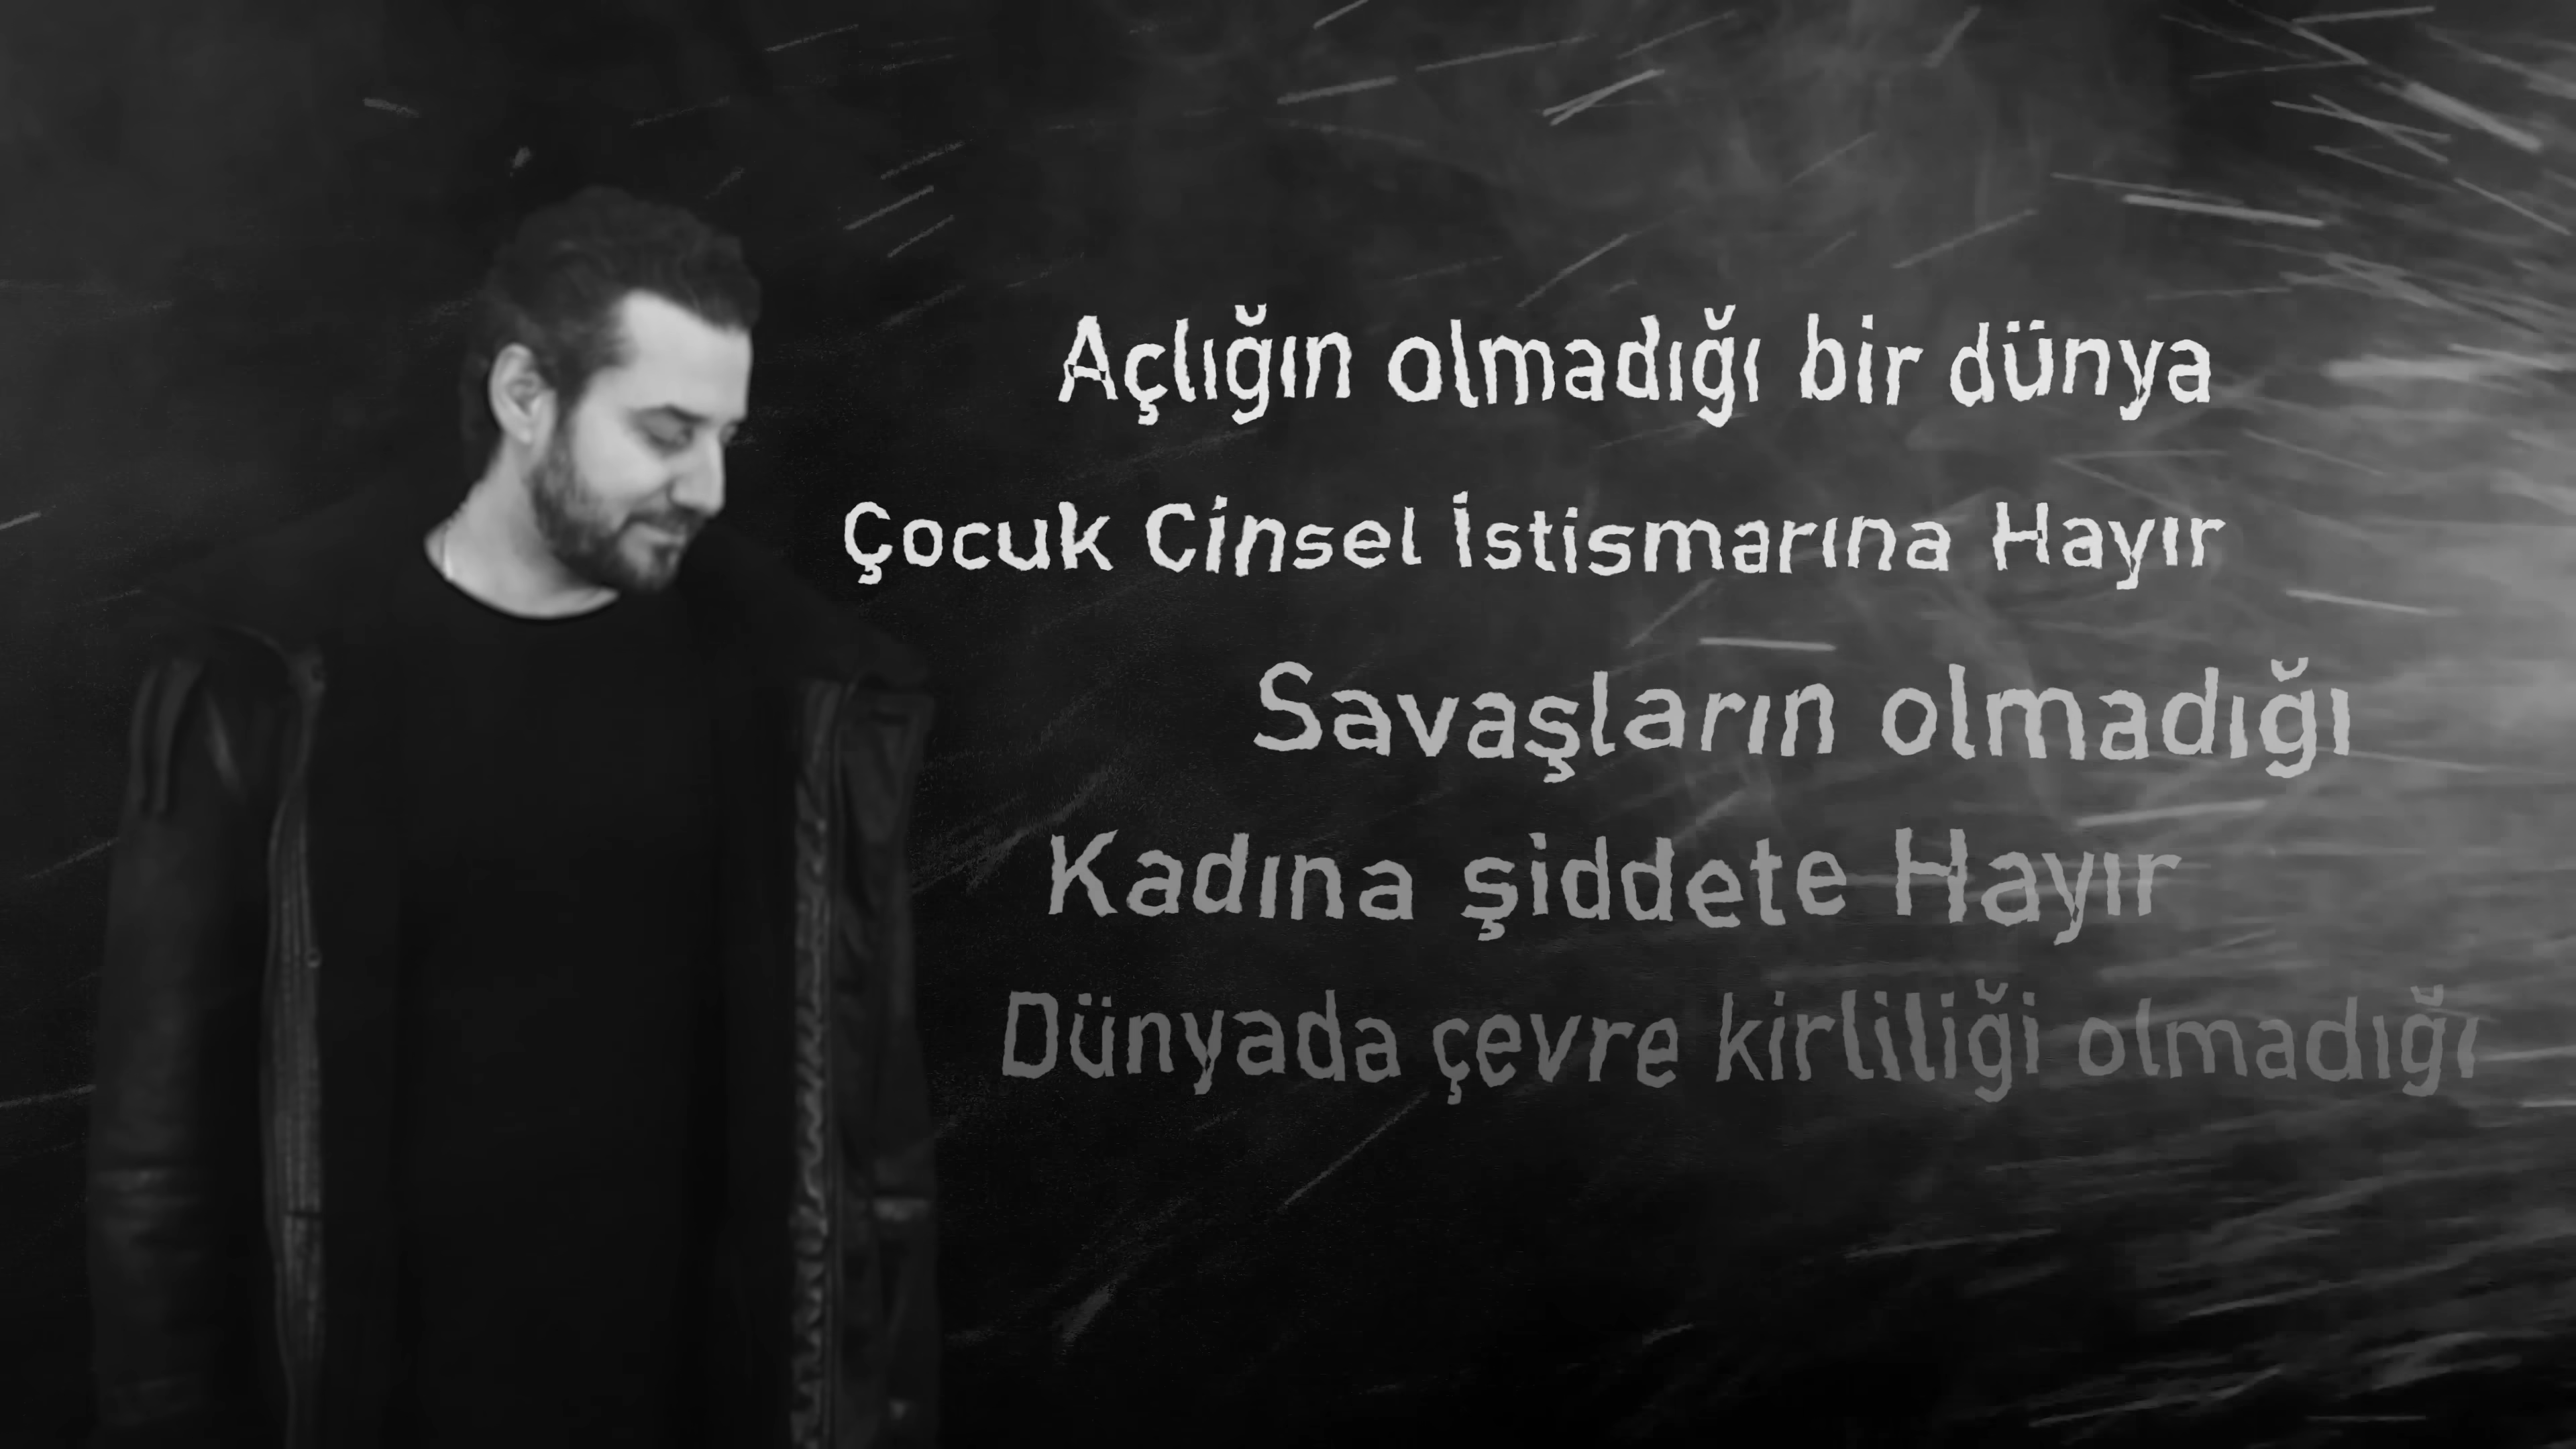 Açlığın olmadığı bir dünya
Çocuk Cinsel İstismarına Hayır
Savaşların olmadığı
Kadına şiddete Hayır
Dünyada çevre kirliliği olmadığı